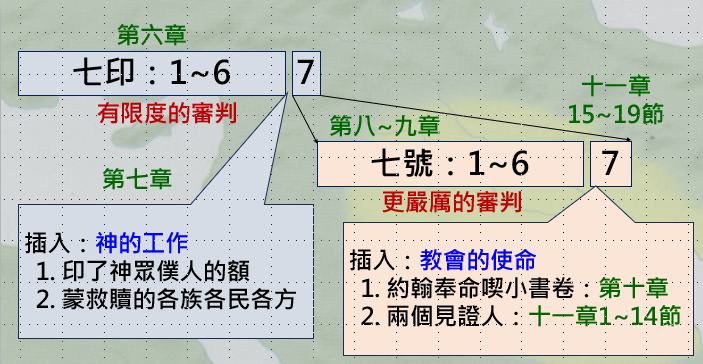 第六章
七印：1~6
7
有限度的審判
十一章
15~19節
第八~九章
七號：1~6
7
更嚴厲的審判
第七章
插入：神的工作
1. 印了神眾僕人的額
2. 蒙救贖的各族各民各方
插入：教會的使命
1. 約翰奉命喫小書卷：第十章
2. 兩個見證人：十一章1~14節